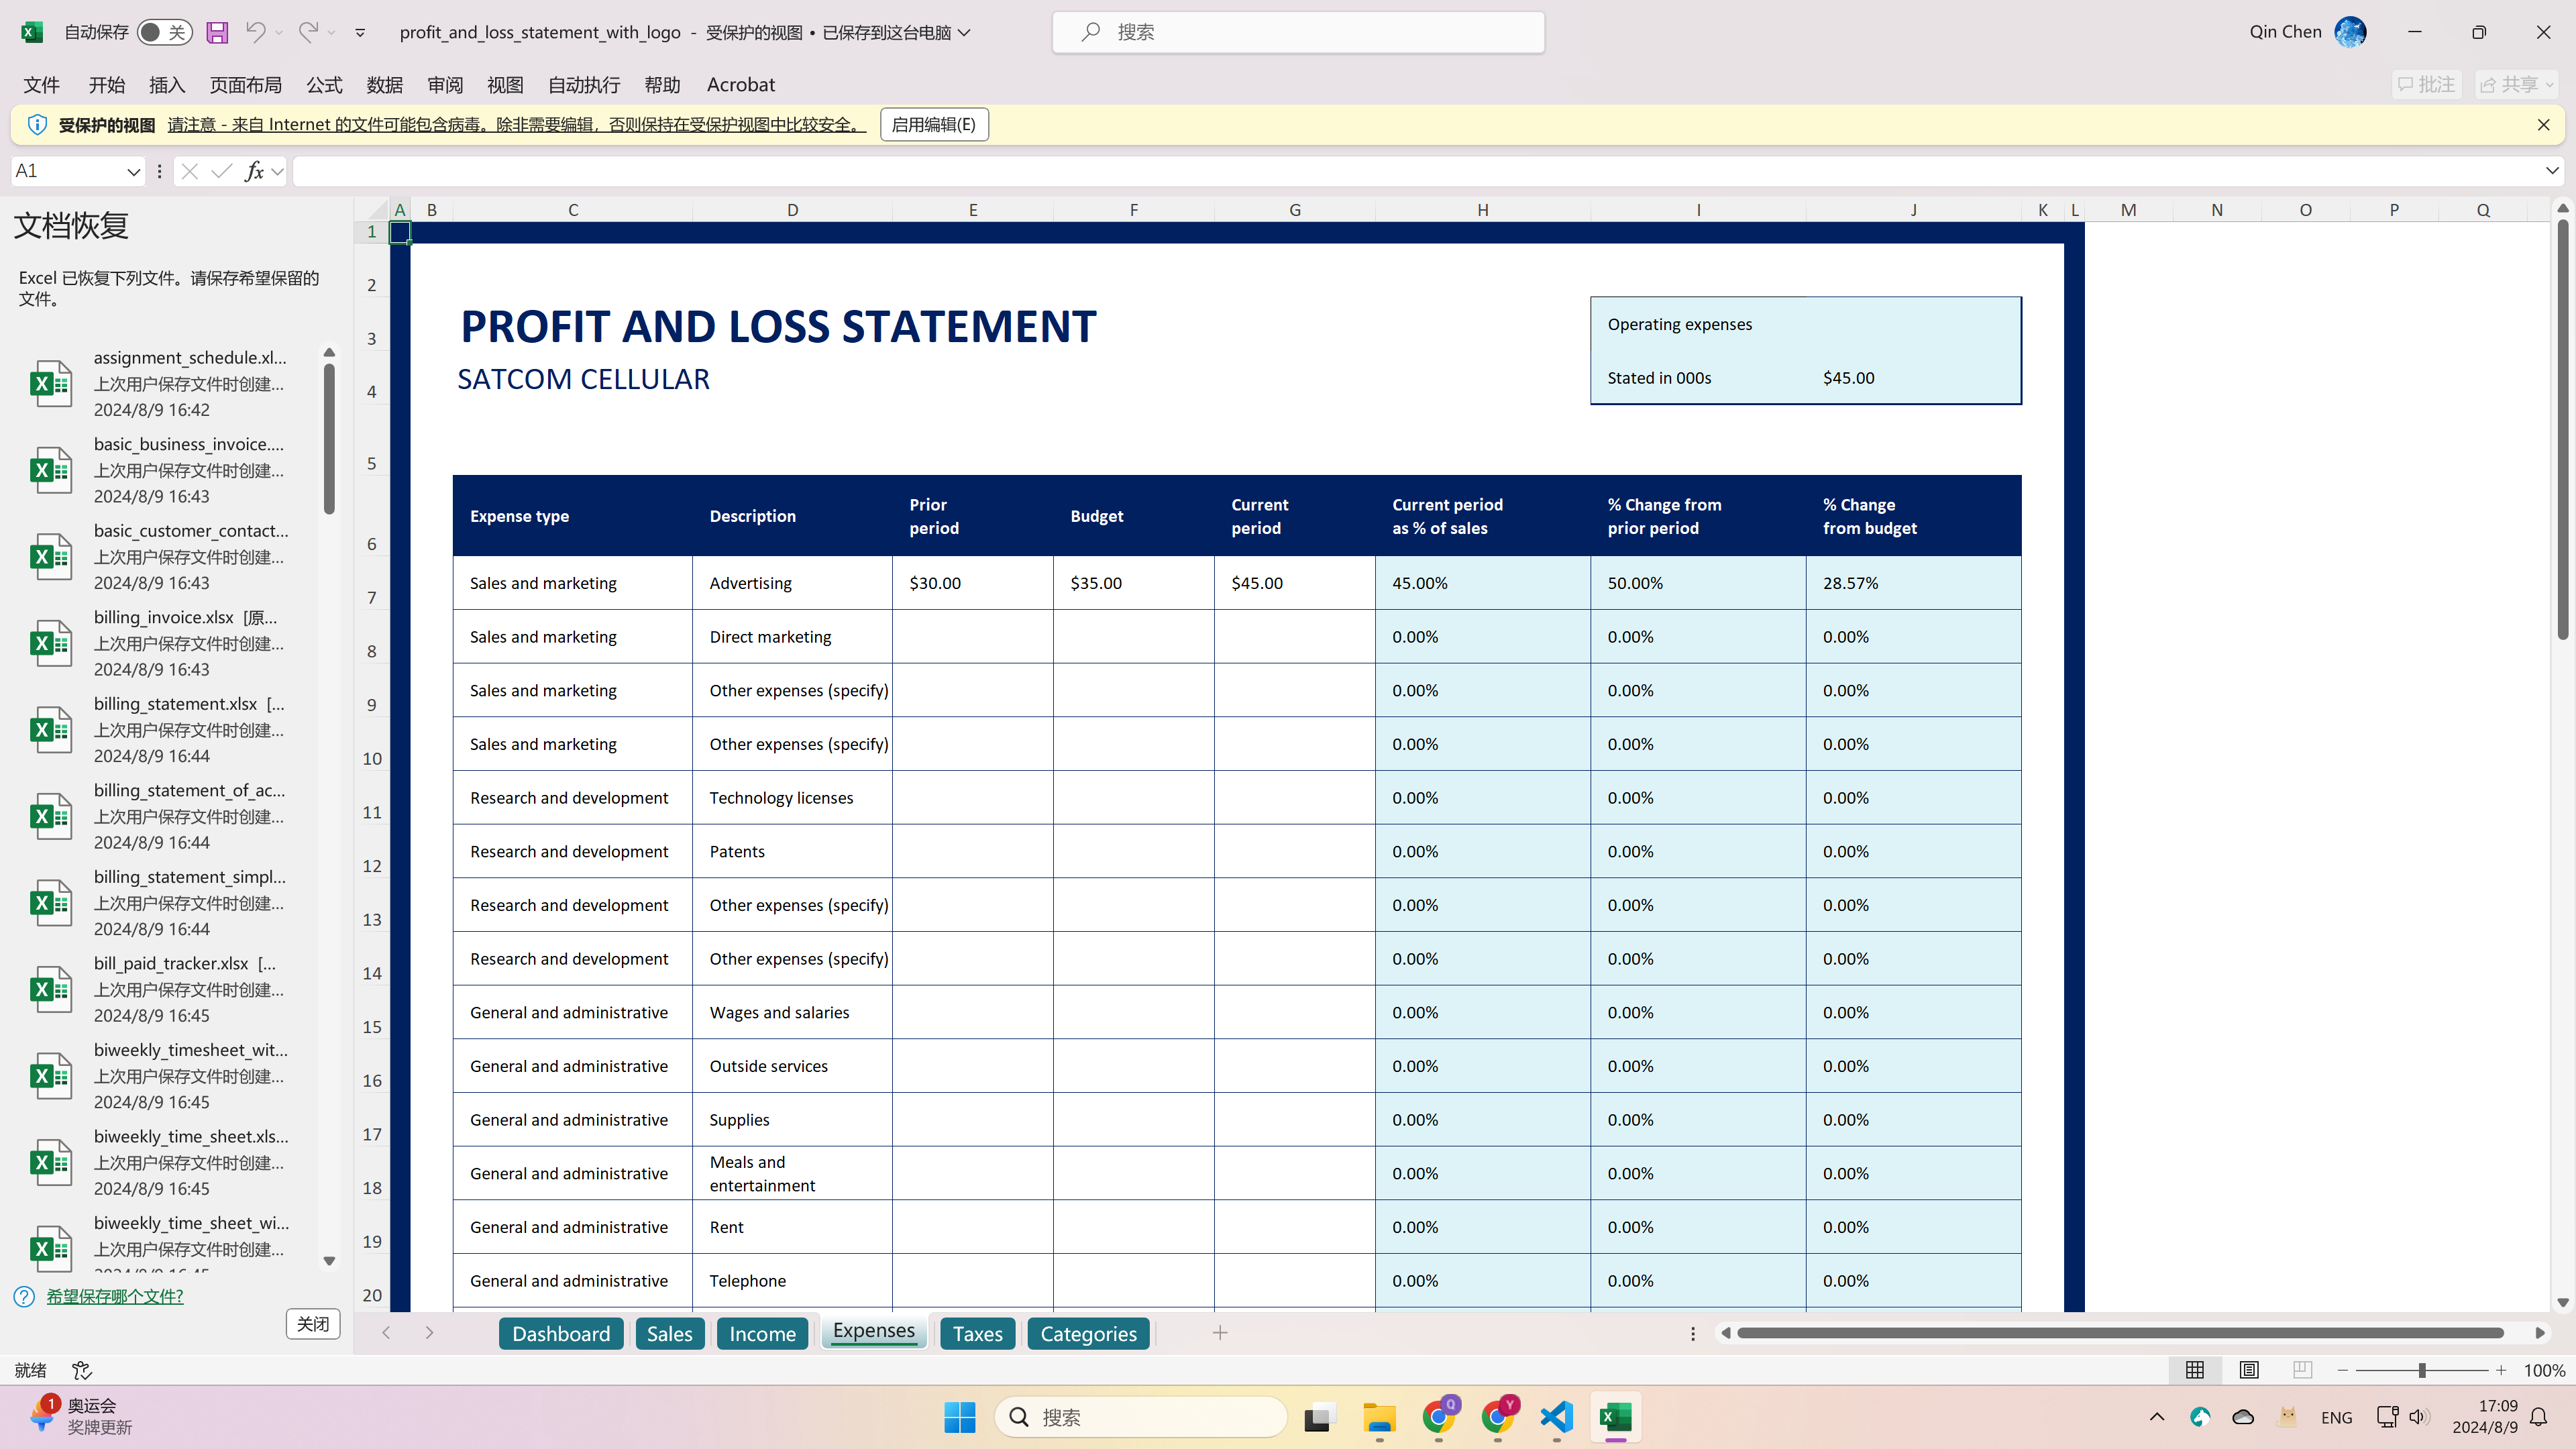 自动保存 关 profit_and_loss_statement_with_logo - 受保护的视图 • 已保存到这台电脑 搜索 Qin Chen
文件 开始 插入 页面布局 公式 数据 审阅 视图 自动执行 帮助 Acrobat 批注 共享
受保护的视图 请注意 - 来自 Internet 的文件可能包含病毒。除非需要编辑，否则保持在受保护视图中比较安全。 启用编辑(E)
A1 fx
文档恢复
Excel 已恢复下列文件。请保存希望保留的
文件。
assignment_schedule.xl...
上次用户保存文件时创建...
2024/8/9 16:42
basic_business_invoice....
上次用户保存文件时创建...
2024/8/9 16:43
basic_customer_contact...
上次用户保存文件时创建...
2024/8/9 16:43
billing_invoice.xlsx [原...
上次用户保存文件时创建...
2024/8/9 16:43
billing_statement.xlsx [...
上次用户保存文件时创建...
2024/8/9 16:44
billing_statement_of_ac...
上次用户保存文件时创建...
2024/8/9 16:44
billing_statement_simpl...
上次用户保存文件时创建...
2024/8/9 16:44
bill_paid_tracker.xlsx [...
上次用户保存文件时创建...
2024/8/9 16:45
biweekly_timesheet_wit...
上次用户保存文件时创建...
2024/8/9 16:45
biweekly_time_sheet.xls...
上次用户保存文件时创建...
2024/8/9 16:45
biweekly_time_sheet_wi...
上次用户保存文件时创建...
2024/8/9 16:45
希望保存哪个文件?
关闭
A B C D E F G H I J K L M N O P Q
1
2
3 PROFIT AND LOSS STATEMENT Operating expenses
4 SATCOM CELLULAR Stated in 000s $45.00
5
6 Expense type Description Prior period Budget Current period Current period as % of sales % Change from prior period % Change from budget
7 Sales and marketing Advertising $30.00 $35.00 $45.00 45.00% 50.00% 28.57%
8 Sales and marketing Direct marketing 0.00% 0.00% 0.00%
9 Sales and marketing Other expenses (specify) 0.00% 0.00% 0.00%
10 Sales and marketing Other expenses (specify) 0.00% 0.00% 0.00%
11 Research and development Technology licenses 0.00% 0.00% 0.00%
12 Research and development Patents 0.00% 0.00% 0.00%
13 Research and development Other expenses (specify) 0.00% 0.00% 0.00%
14 Research and development Other expenses (specify) 0.00% 0.00% 0.00%
15 General and administrative Wages and salaries 0.00% 0.00% 0.00%
16 General and administrative Outside services 0.00% 0.00% 0.00%
17 General and administrative Supplies 0.00% 0.00% 0.00%
18 General and administrative Meals and entertainment 0.00% 0.00% 0.00%
19 General and administrative Rent 0.00% 0.00% 0.00%
20 General and administrative Telephone 0.00% 0.00% 0.00%
Dashboard Sales Income Expenses Taxes Categories
就绪 100%
1 奥运会
奖牌更新
搜索
Q Y
ENG
17:09
2024/8/9